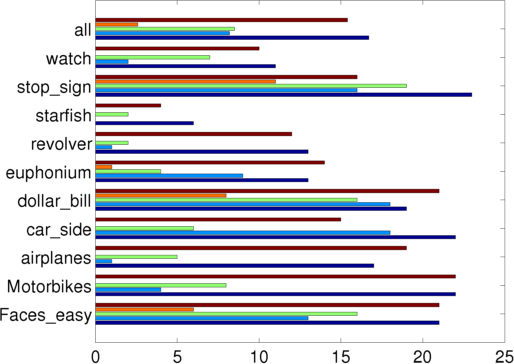 all
watch
stop_sign
starfish
revolver
euphonium
dollar_bill
car_side
airplanes
Motorbikes
Faces_easy
0 5 10 15 20 25